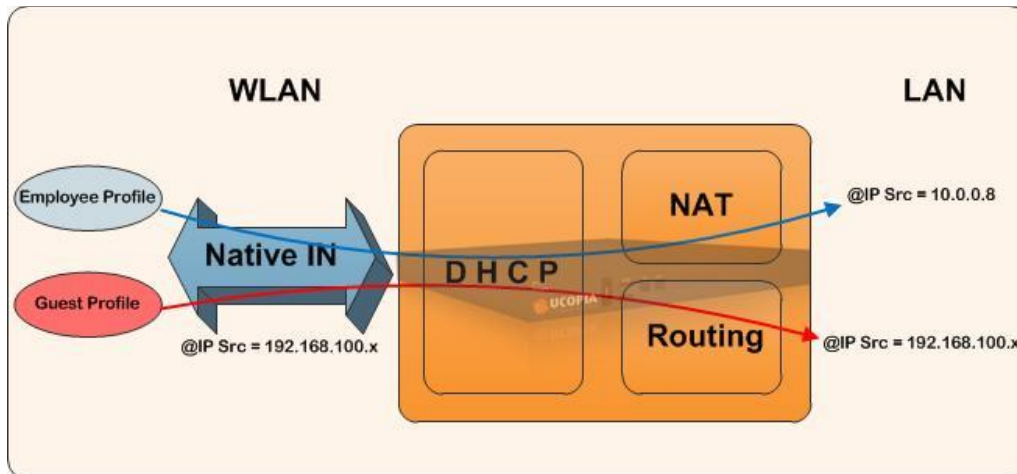 WLAN
LAN
Employee Profile
NAT
@IP Src = 10.0.0.8
Native IN
D H C P
Guest Profile
UCOPIA
Routing
@IP Src = 192.168.100.x
@IP Src = 192.168.100.x